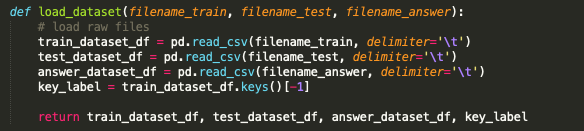 def load_dataset(filename_train, filename_test, filename_answer):
    # load raw files
    train_dataset_df = pd.read_csv(filename_train, delimiter='\t')
    test_dataset_df = pd.read_csv(filename_test, delimiter='\t')
    answer_dataset_df = pd.read_csv(filename_answer, delimiter='\t')
    key_label = train_dataset_df.keys()[-1]
    return train_dataset_df, test_dataset_df, answer_dataset_df, key_label